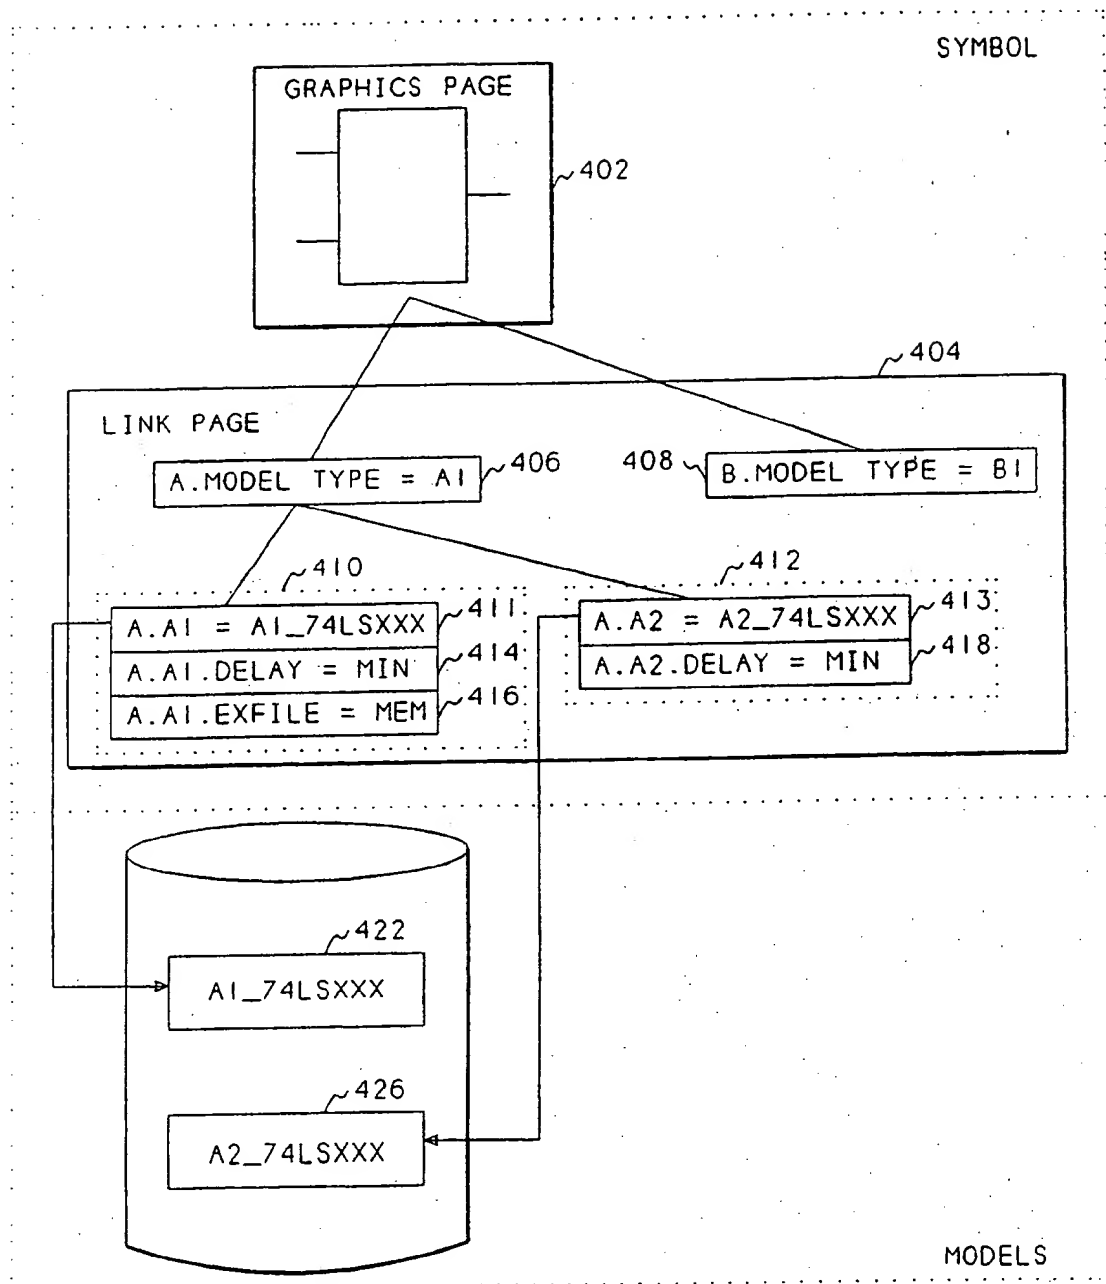 SYMBOL
GRAPHICS PAGE
402
404
LINK PAGE
A.MODEL TYPE = A1
406
408
B.MODEL TYPE = B1
410
412
A.A1 = A1_74LSXXX
411
A.A1.DELAY = MIN
414
A.A1.EXFILE = MEM
416
A.A2 = A2_74LSXXX
413
A.A2.DELAY = MIN
418
422
A1_74LSXXX
426
A2_74LSXXX
MODELS